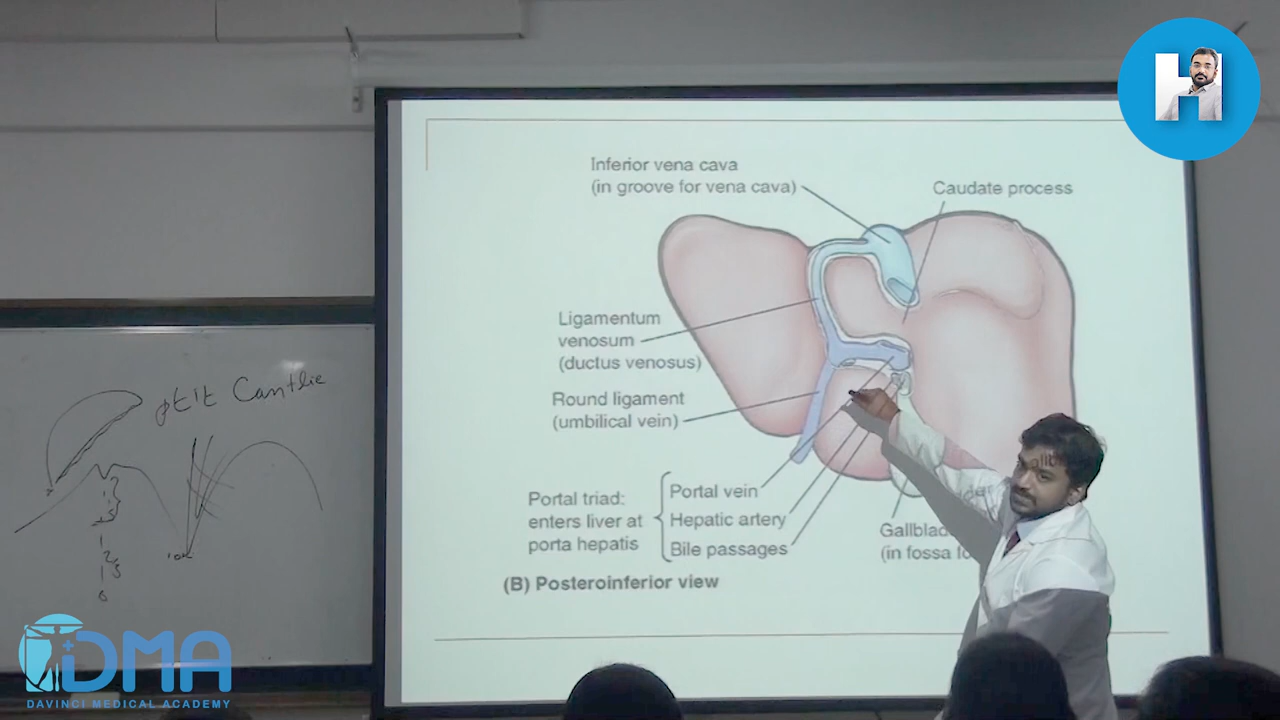 H
Inferior vena cava
(in groove for vena cava)
Caudate process
Ligamentum
venosum
(ductus venosus)
Round ligament
(umbilical vein)
Portal triad:
enters liver at
porta hepatis
Portal vein
Hepatic artery
Bile passages
(in fossa
(B) Posteroinferior view
Cantlie
DMA
DAVINCI MEDICAL ACADEMY